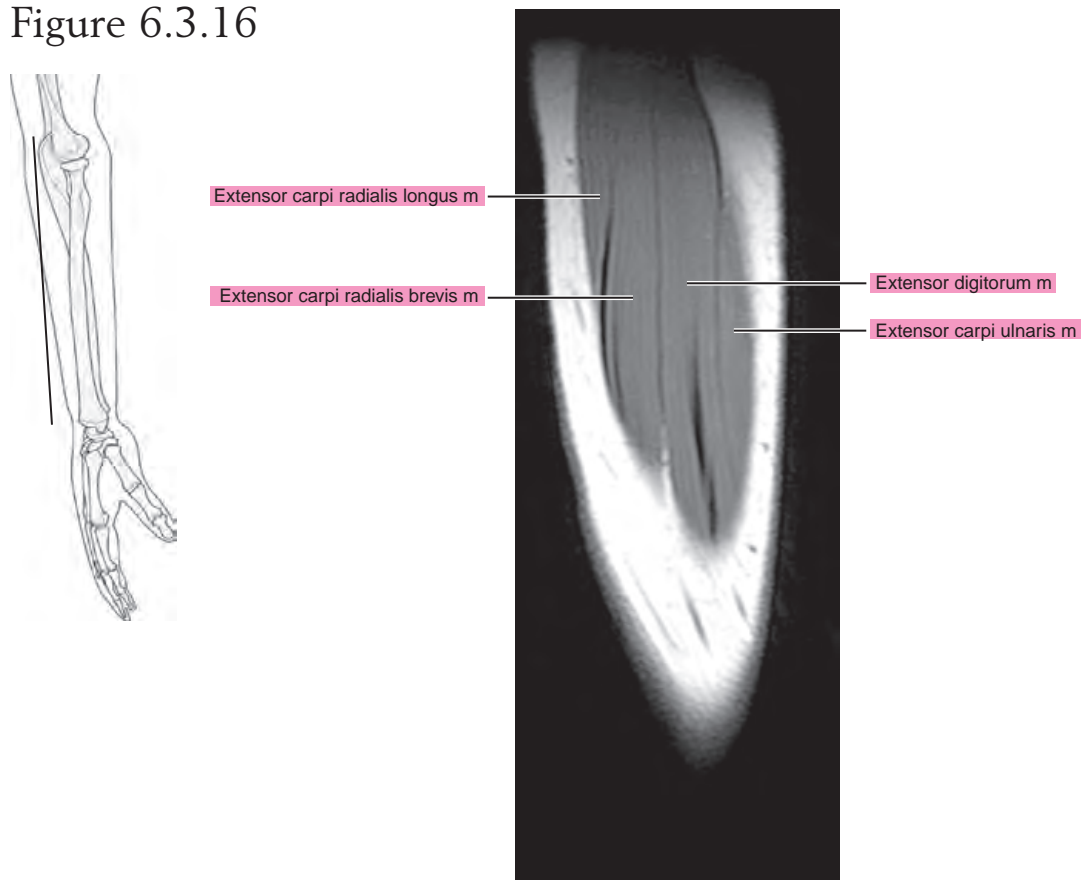 Figure 6.3.16
Extensor carpi radialis longus m
Extensor carpi radialis brevis m
Extensor digitorum m
Extensor carpi ulnaris m